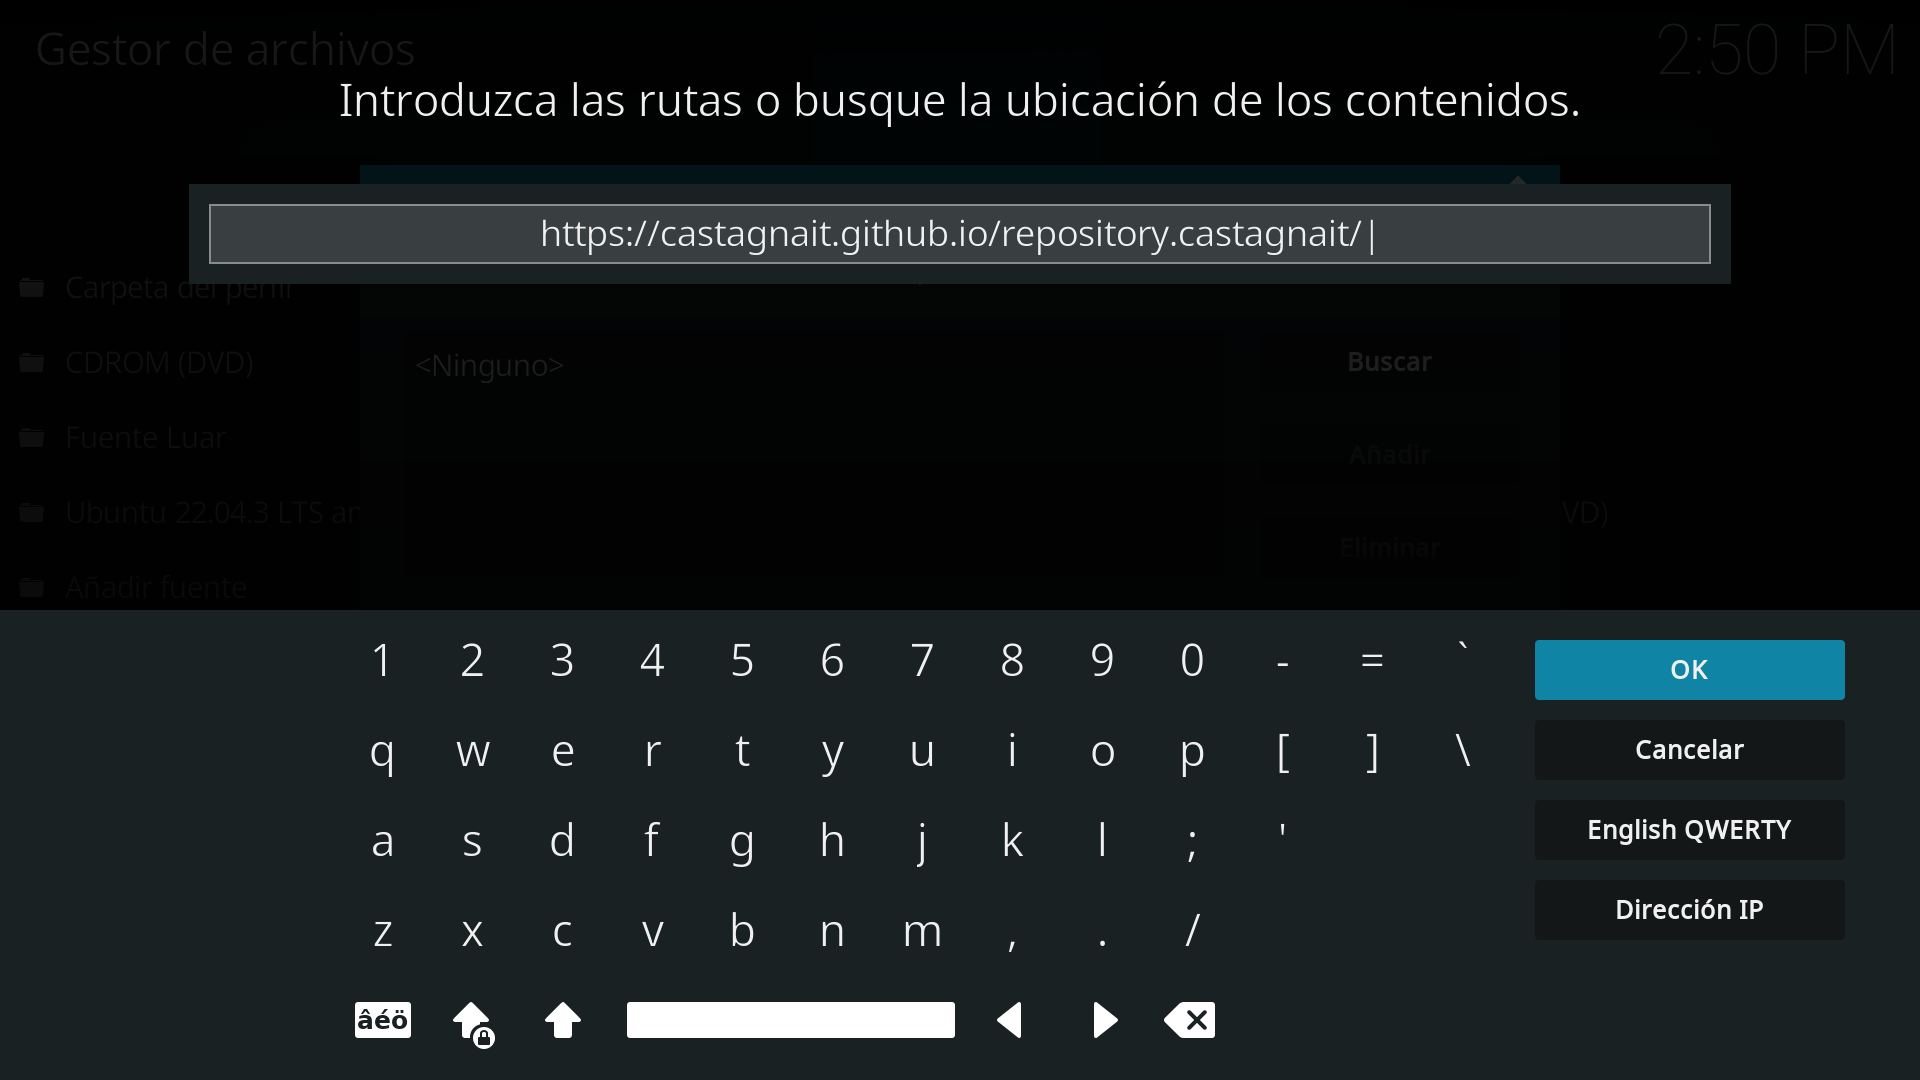 Gestor de archivos
2:50 PM
Introduzca las rutas o busque la ubicación de los contenidos.
https://castagnait.github.io/repository.castagnait/|
Carpeta del perfil
CDROM (DVD)
Fuente Luar
Ubuntu 22.04.3 LTS
VD)
Añadir fuente
<Ninguno>
Buscar
Añadir
Eliminar
1 2 3 4 5 6 7 8 9 0 - = `
q w e r t y u i o p [ ] \
a s d f g h j k l ; '
z x c v b n m , . /
âéö
OK
Cancelar
English QWERTY
Dirección IP